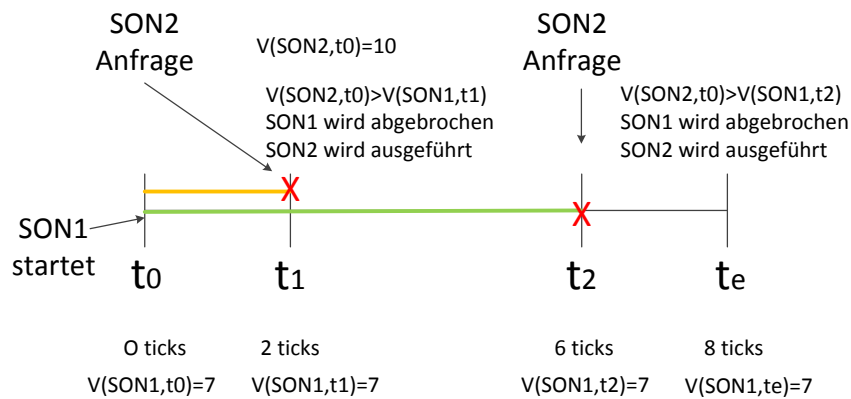 SON2
Anfrage
V(SON2,t0)=10
V(SON2,t0)>V(SON1,t1)
SON1 wird abgebrochen
SON2 wird ausgeführt
SON2
Anfrage
V(SON2,t0)>V(SON1,t2)
SON1 wird abgebrochen
SON2 wird ausgeführt
X
X
SON1
startet
t0
t1
t2
te
0 ticks
2 ticks
6 ticks
8 ticks
V(SON1,t0)=7
V(SON1,t1)=7
V(SON1,t2)=7
V(SON1,te)=7